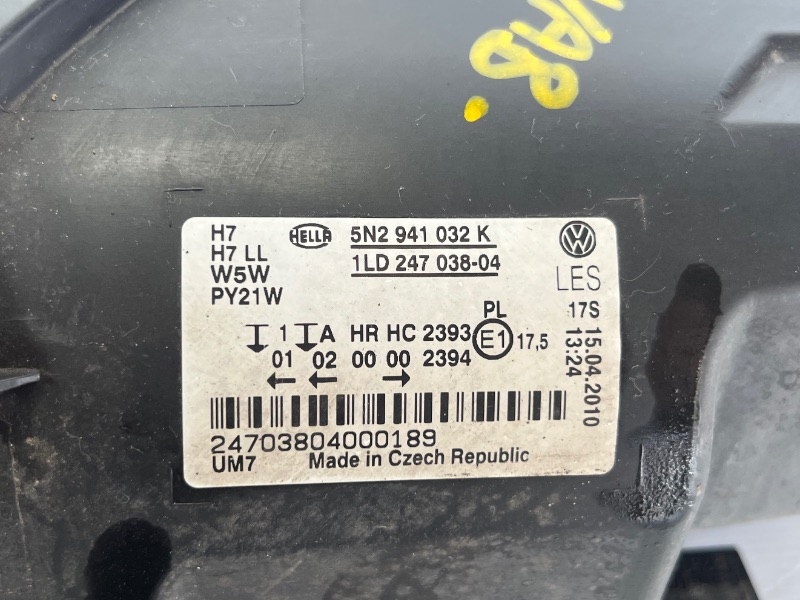 VAB.
H7
H7 LL
W5W
PY21W
HELLA
5N2 941 032 K
1LD 247 038-04
VW
LES
17S
15.04.2010
13:24
1 A HR HC 2393
01 02 00 00 2394
PL
E1
17,5
24703804000189
UM7 Made in Czech Republic